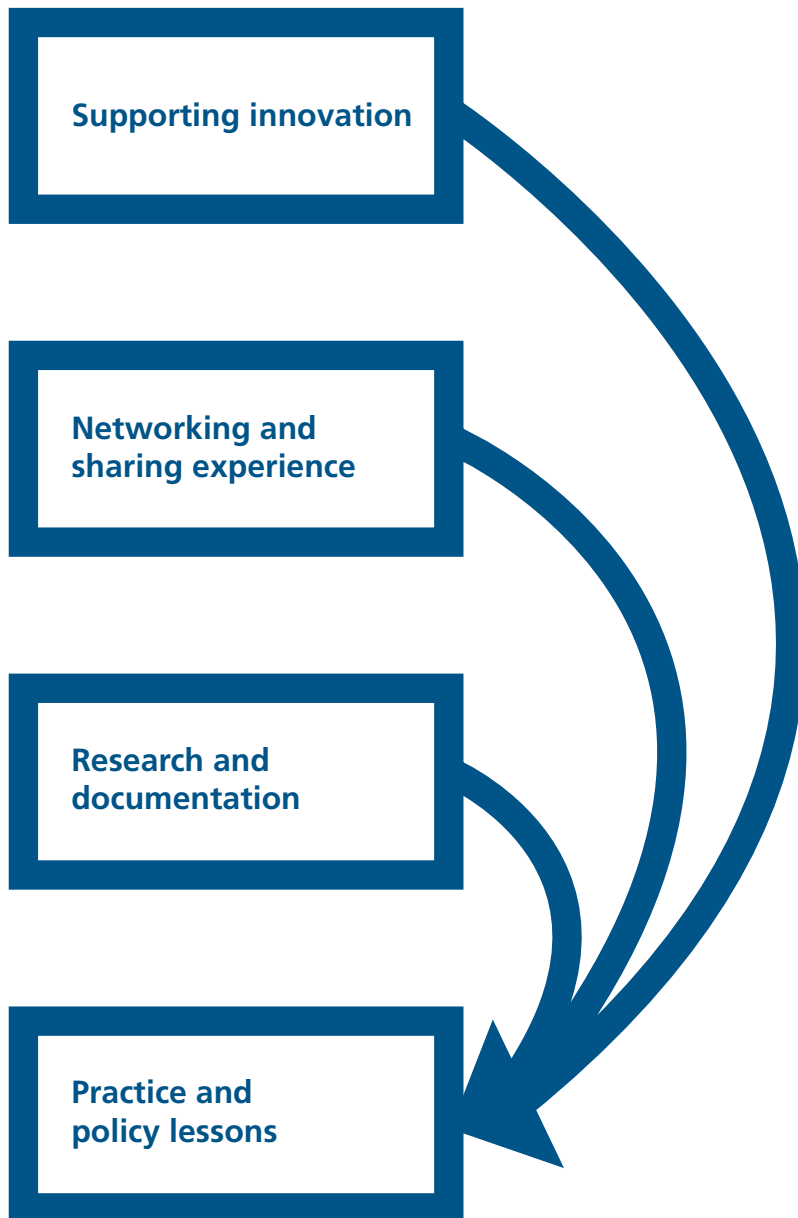 Supporting innovation
Networking and
sharing experience
Research and
documentation
Practice and
policy lessons